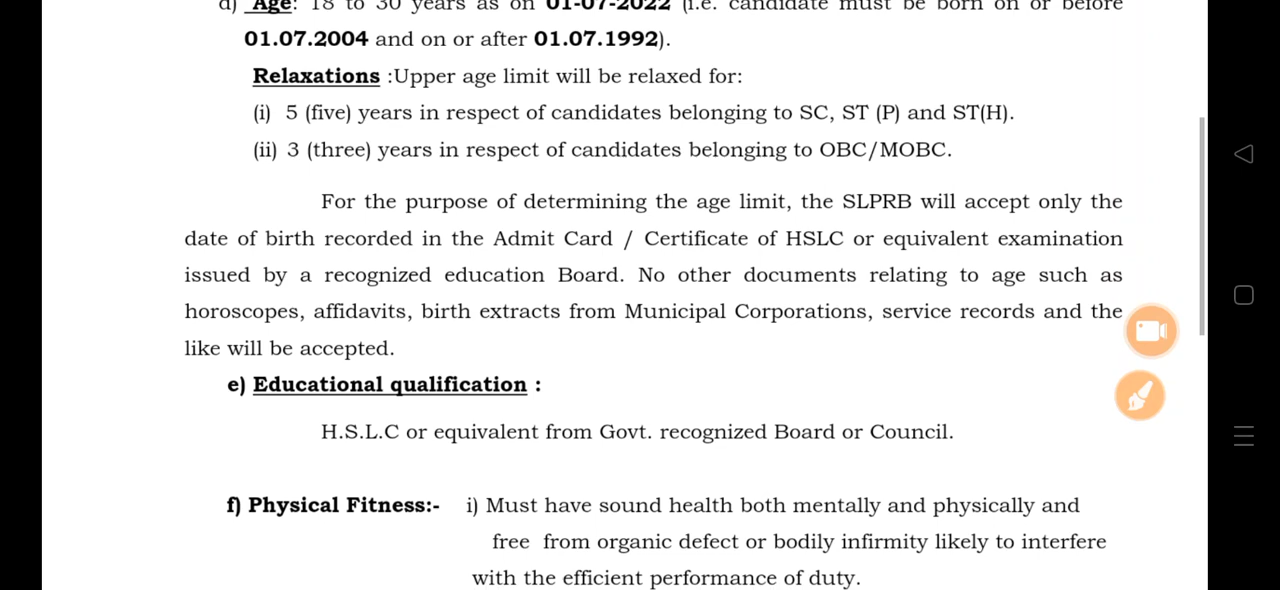 d) Age: 18 to 30 years as on 01-07-2022 (i.e. candidate must be born on or before
01.07.2004 and on or after 01.07.1992).
Relaxations :Upper age limit will be relaxed for:
(i) 5 (five) years in respect of candidates belonging to SC, ST (P) and ST(H).
(ii) 3 (three) years in respect of candidates belonging to OBC/MOBC.
For the purpose of determining the age limit, the SLPRB will accept only the
date of birth recorded in the Admit Card / Certificate of HSLC or equivalent examination
issued by a recognized education Board. No other documents relating to age such as
horoscopes, affidavits, birth extracts from Municipal Corporations, service records and the
like will be accepted.
e) Educational qualification :
H.S.L.C or equivalent from Govt. recognized Board or Council.
f) Physical Fitness:- i) Must have sound health both mentally and physically and
free from organic defect or bodily infirmity likely to interfere
with the efficient performance of duty.